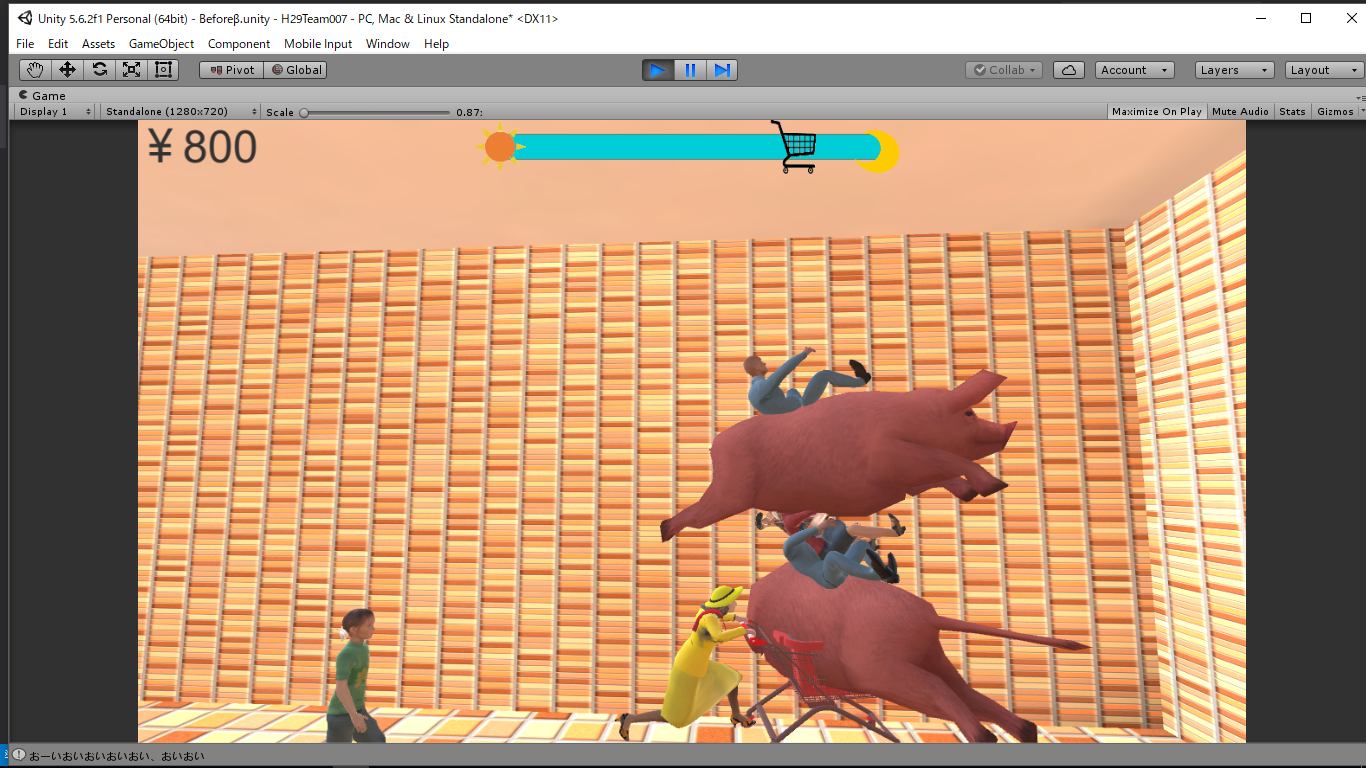 Unity 5.6.2f1 Personal (64bit) - Beforeβ.unity - H29Team007 - PC, Mac & Linux Standalone* <DX11>
File Edit Assets GameObject Component Mobile Input Window Help
Pivot Global Collab Account Layers Layout
Game
Display 1 Standalone (1280x720) Scale 0.87: Maximize On Play Mute Audio Stats Gizmos
¥ 800
おーいおいおいおいおい、おいおい